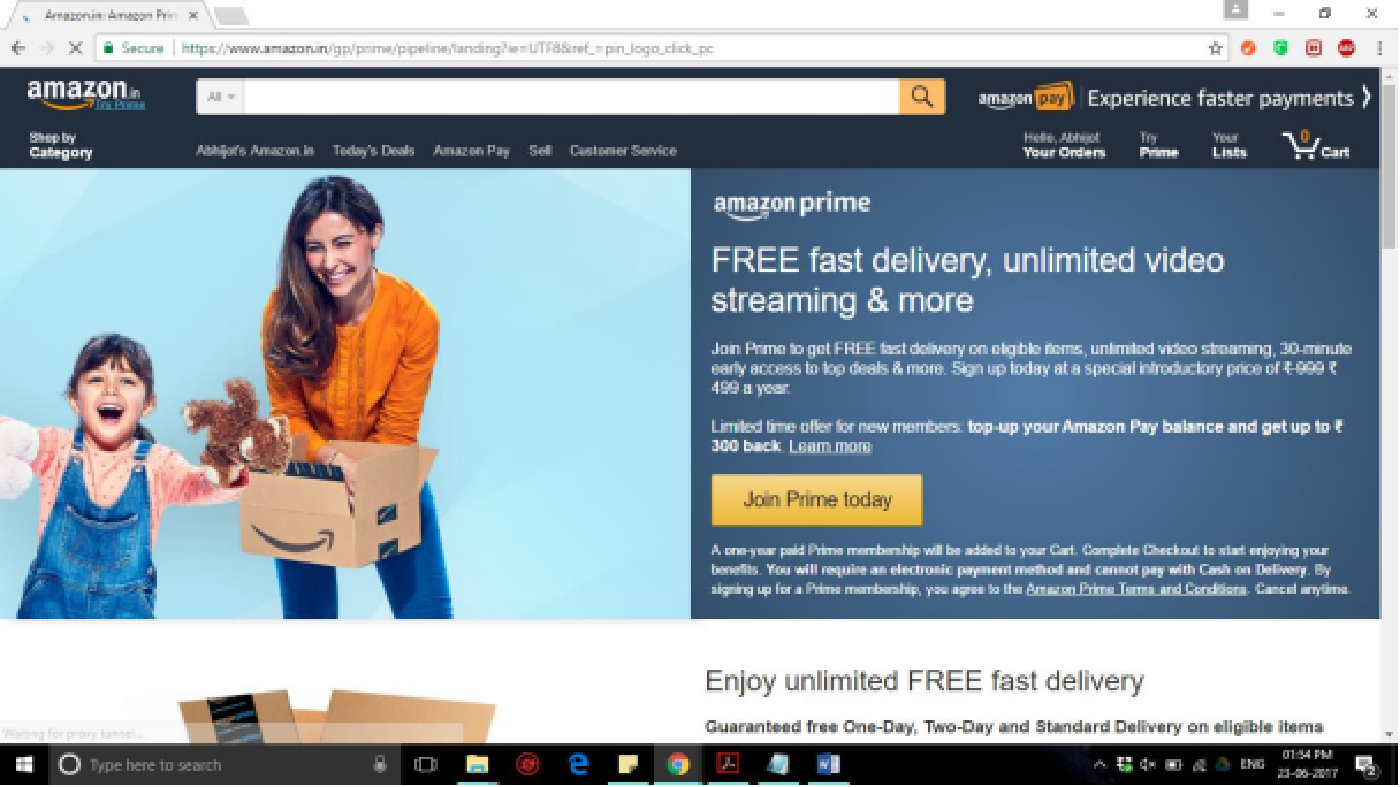 Amazon.in: Amazon Prim
Secure https://www.amazon.in/gp/prime/pipeline/landing?ie=UTF8&ref_=pin_logo_click_pc
ABP
amazon.in
Try Prime
All
amazon pay Experience faster payments
Shop by
Category
Abhijot's Amazon.in Today's Deals Amazon Pay Sell Customer Service
Hello, Abhijot
Your Orders
Try
Prime
Your
Lists
0
Cart
amazon prime
FREE fast delivery, unlimited video
streaming & more
Join Prime to get FREE fast delivery on eligible items, unlimited video streaming, 30-minute
early access to top deals & more. Sign up today at a special introductory price of ₹ 999 ₹
499 a year.
Limited time offer for new members: top-up your Amazon Pay balance and get up to ₹
300 back. Learn more
Join Prime today
A one-year paid Prime membership will be added to your Cart. Complete Checkout to start enjoying your
benefits. You will require an electronic payment method and cannot pay with Cash on Delivery. By
signing up for a Prime membership, you agree to the Amazon Prime Terms and Conditions. Cancel anytime.
Enjoy unlimited FREE fast delivery
Guaranteed free One-Day, Two-Day and Standard Delivery on eligible items
Waiting for proxy tunnel...
Type here to search
ENG
01:54 PM
23-06-2017
2